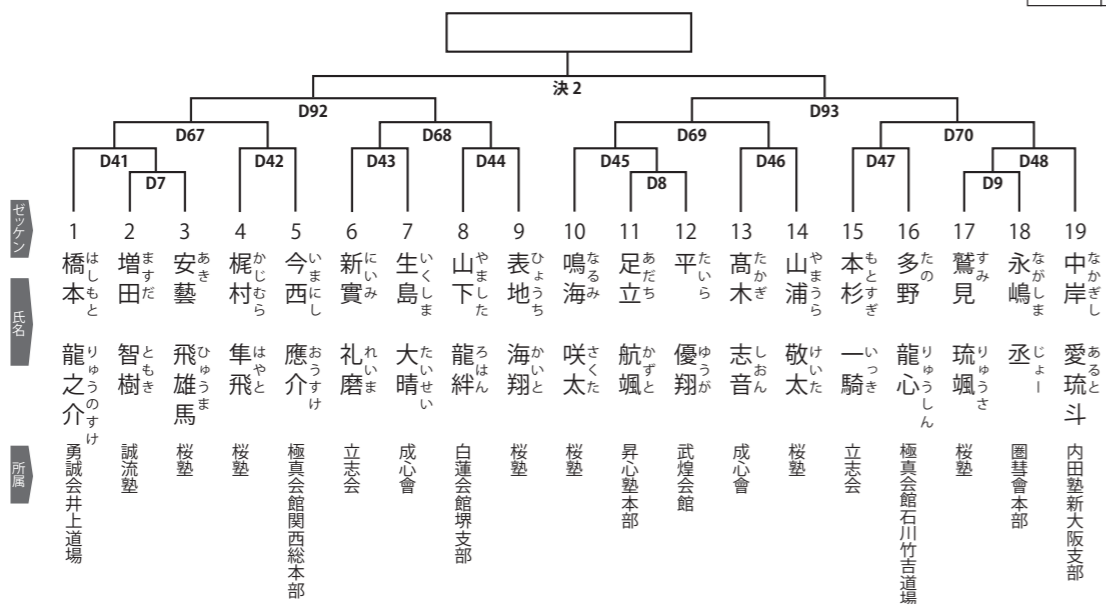 決 2
D92
D93
D67
D68
D69
D70
D41
D42
D43
D44
D45
D46
D47
D48
D7
D8
D9
ゼッケン
1
2
3
4
5
6
7
8
9
10
11
12
13
14
15
16
17
18
19
氏名
橋本 龍之介
はしもと りゅうのすけ
増田 智樹
ますだ ともき
安藝 飛雄馬
あき ひゅうま
梶村 隼飛
かじむら はやと
今西 應介
いまにし おうすけ
新實 礼磨
にいみ れいま
生島 大晴
いくしま たいせい
山下 龍絆
やました ろはん
表地 海翔
ひょうち かいと
鳴海 咲太
なるみ さくた
足立 航颯
あだち かずと
平 優翔
たいら ゆうが
髙木 志音
たかぎ しおん
山浦 敬太
やまうら けいた
本杉 一騎
もとすぎ いっき
多野 龍心
たの りゅうしん
鷲見 琉颯
すみ りゅうさ
永嶋 丞
ながしま じょー
中岸 愛琉斗
なかぎし あると
所属
勇誠会井上道場
誠流塾
桜塾
桜塾
極真会館関西総本部
立志会
成心會
白蓮会館堺支部
桜塾
桜塾
昇心塾本部
武煌会館
成心會
桜塾
立志会
極真会館石川竹吉道場
桜塾
圏彗會本部
内田塾新大阪支部